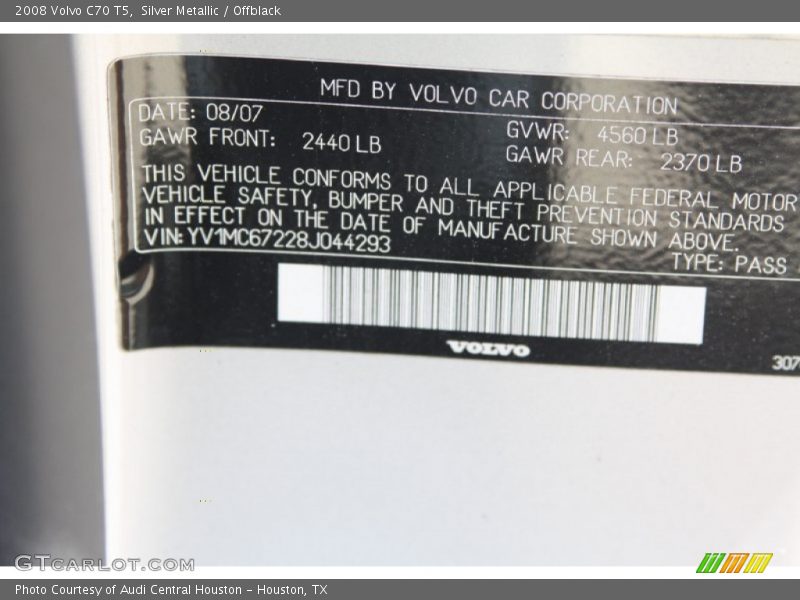 2008 Volvo C70 T5, Silver Metallic / Offblack
MFD BY VOLVO CAR CORPORATION
DATE: 08/07
GVWR: 4560 LB
GAWR FRONT: 2440 LB
GAWR REAR: 2370 LB
THIS VEHICLE CONFORMS TO ALL APPLICABLE FEDERAL MOTOR
VEHICLE SAFETY, BUMPER AND THEFT PREVENTION STANDARDS
IN EFFECT ON THE DATE OF MANUFACTURE SHOWN ABOVE.
VIN: YV1MC67228J044293
TYPE: PASS
VOLVO
307
GTCARLOT.COM
Photo Courtesy of Audi Central Houston - Houston, TX